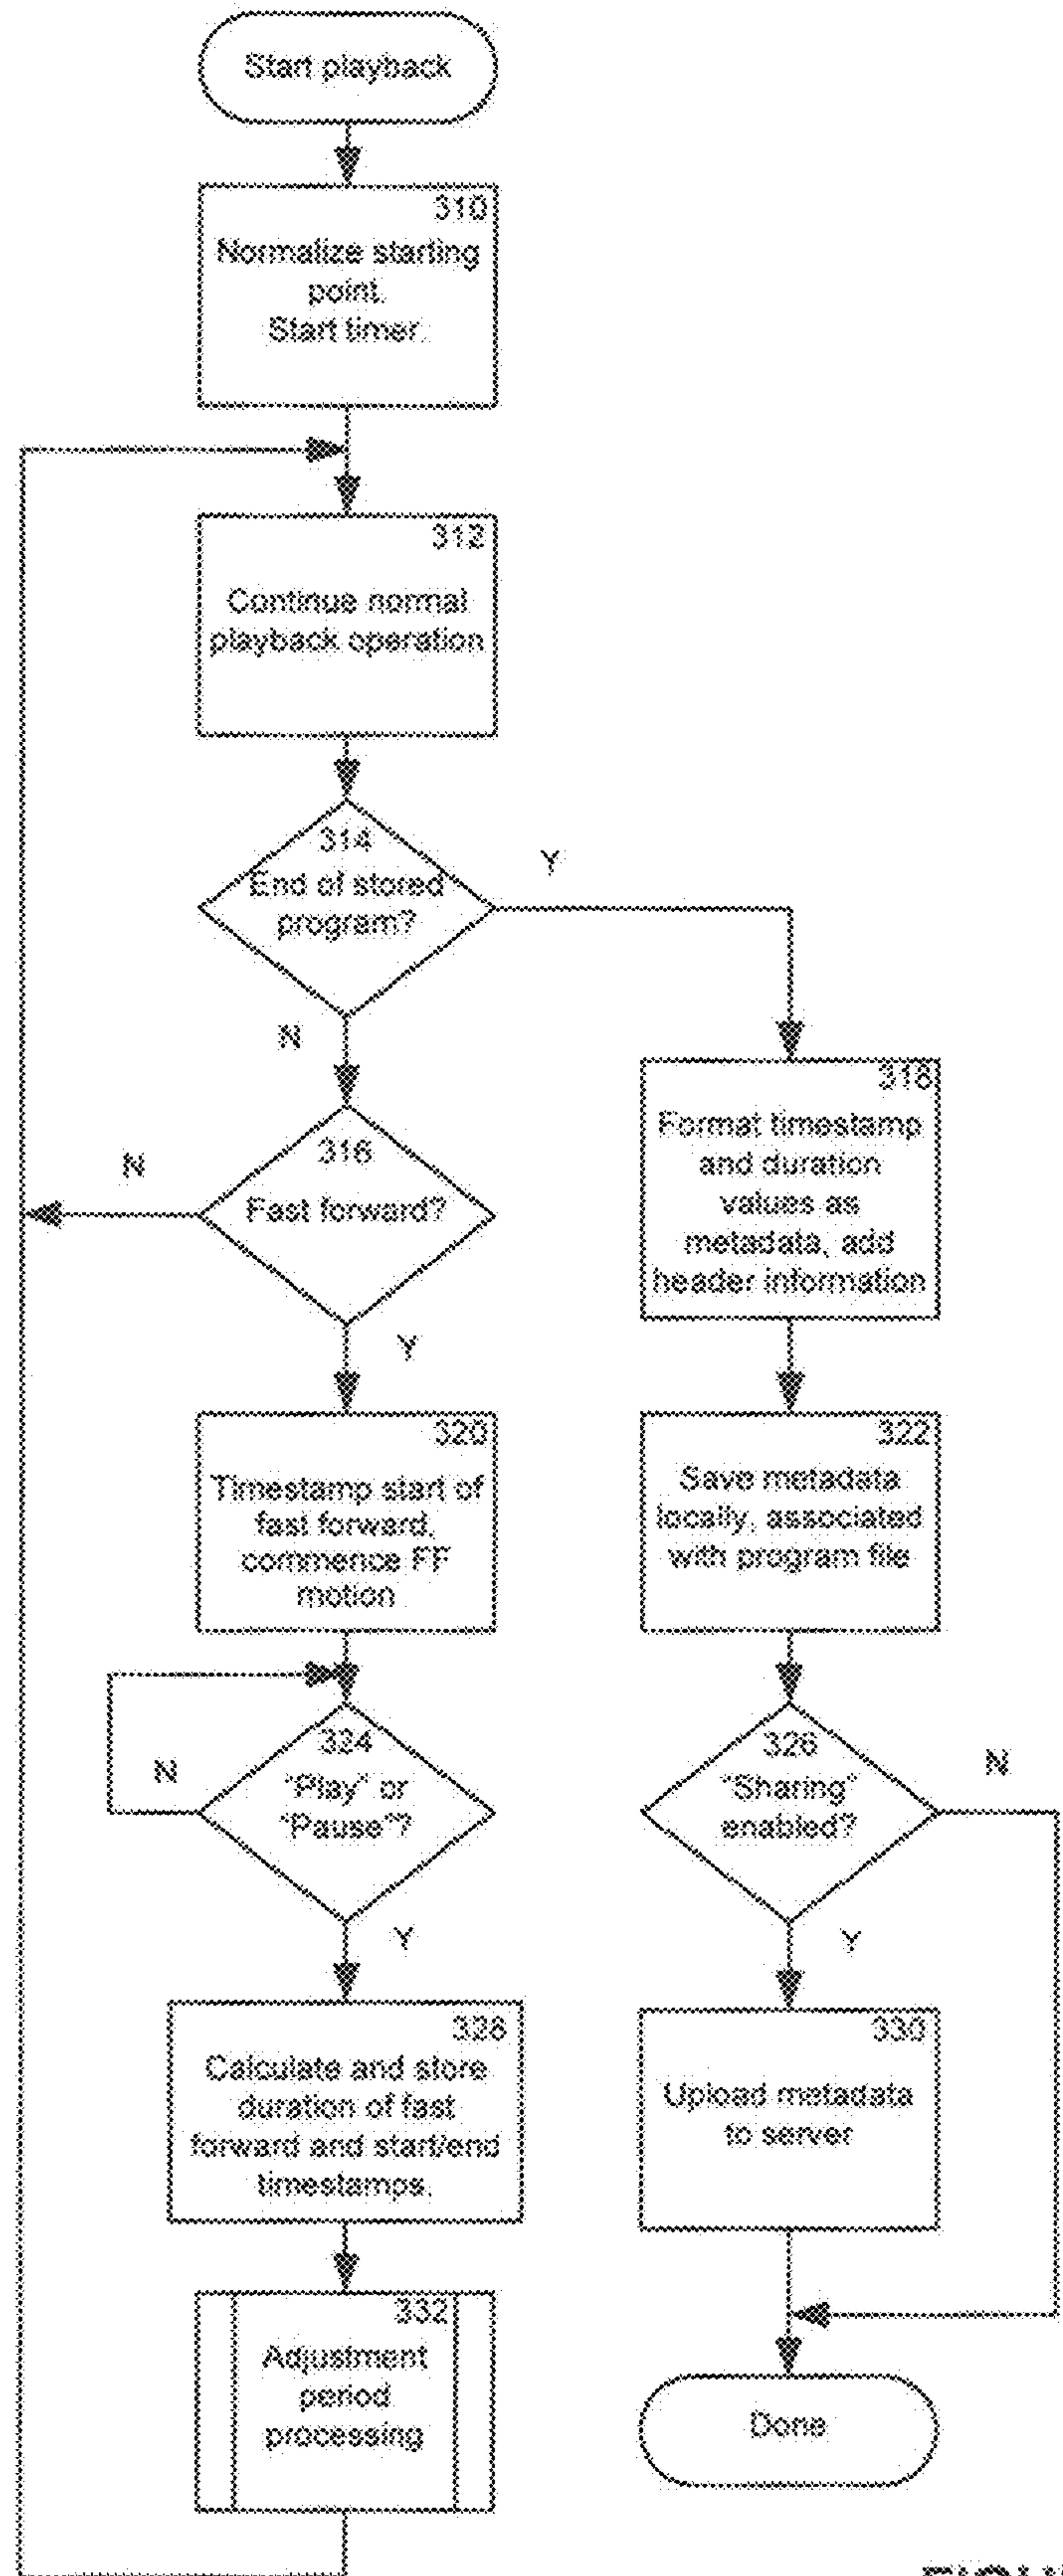 Start playback
310
Normalize starting
point.
Start timer.
312
Continue normal
playback operation
314
End of stored
program?
Y
N
316
Fast forward?
N
Y
318
Format timestamp
and duration
values as
metadata, add
header information
320
Timestamp start of
fast forward,
commence FF
motion
322
Save metadata
locally, associated
with program file
324
"Play" or
"Pause"?
N
Y
326
"Sharing"
enabled?
N
Y
328
Calculate and store
duration of fast
forward and start/end
timestamps.
330
Upload metadata
to server
332
Adjustment
period
processing
Done